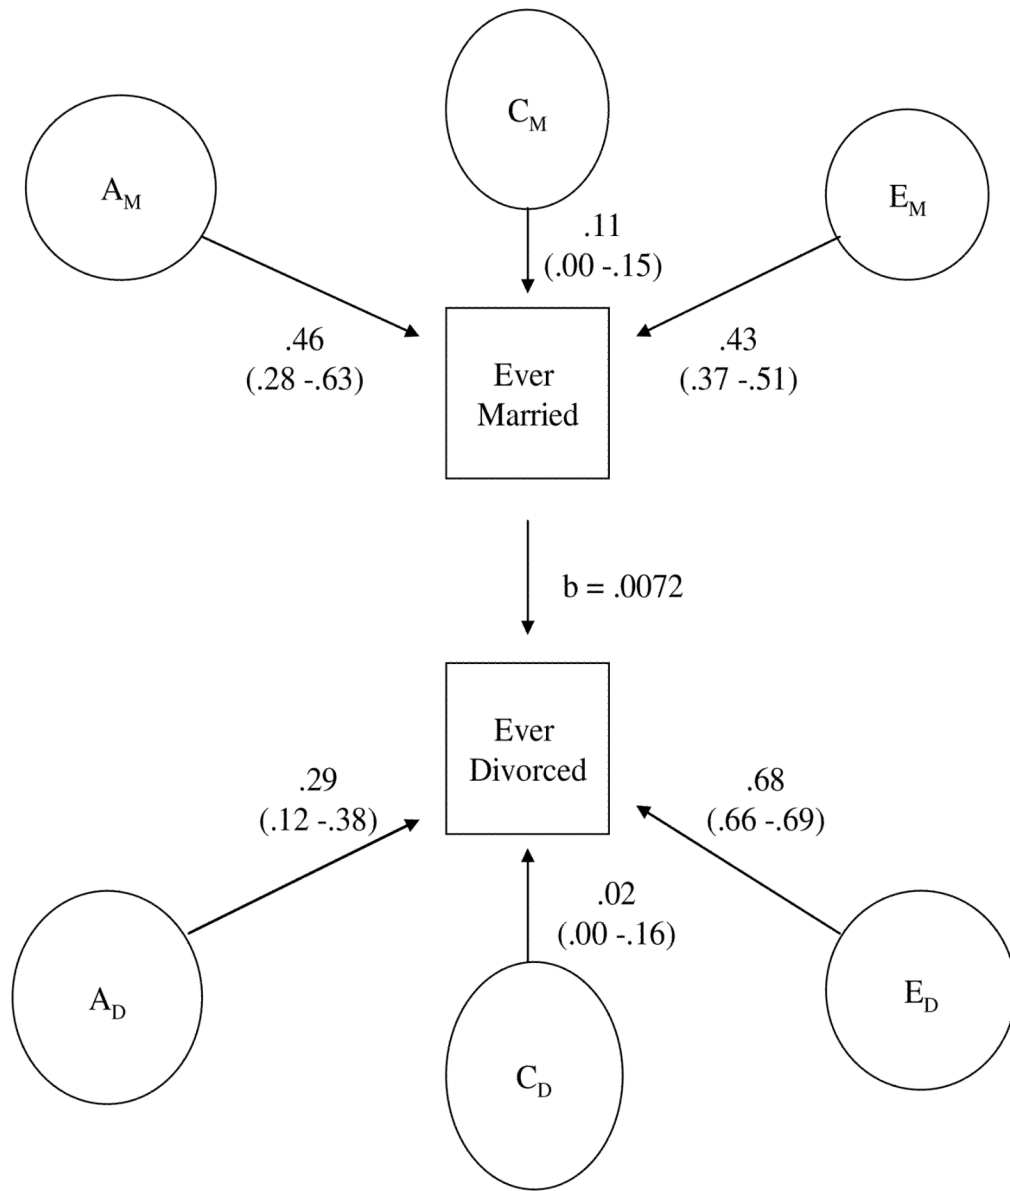 C_M
A_M
E_M
.11
(.00 -.15)
.46
(.28 -.63)
.43
(.37 -.51)
Ever
Married
b = .0072
Ever
Divorced
.29
(.12 -.38)
.68
(.66 -.69)
.02
(.00 -.16)
A_D
E_D
C_D